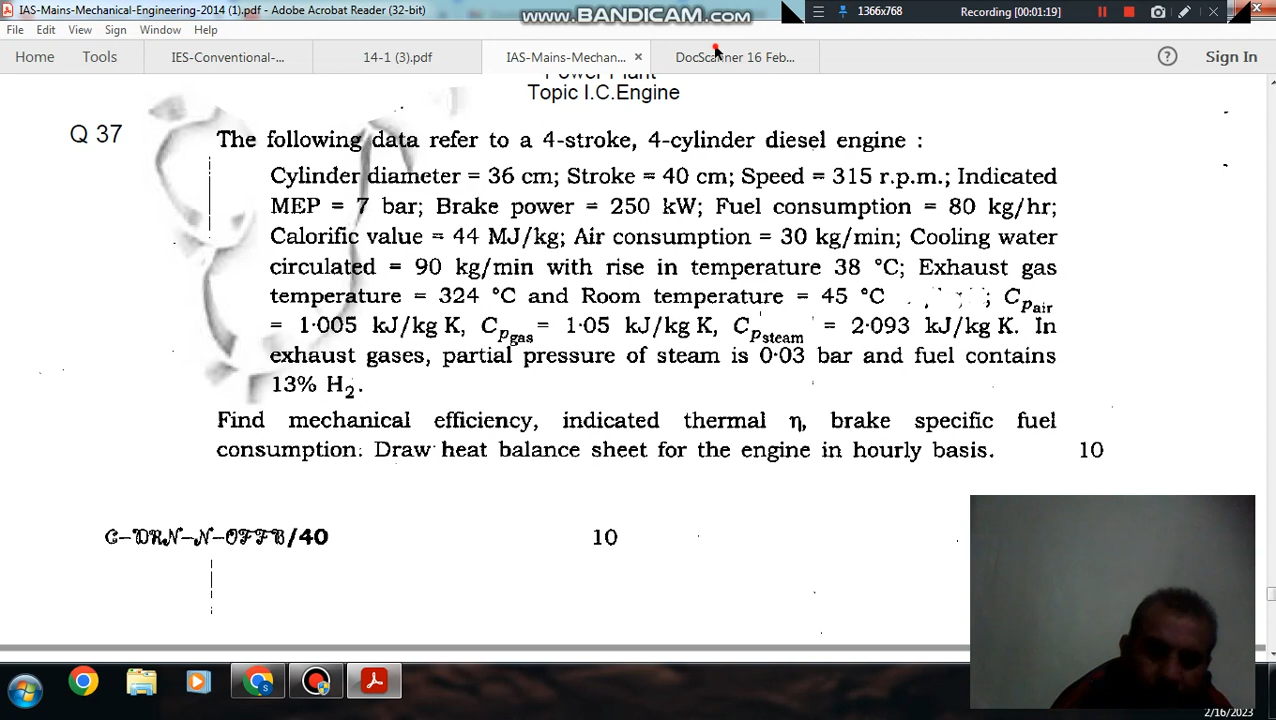 IAS-Mains-Mechanical-Engineering-2014 (1).pdf - Adobe Acrobat Reader (32-bit)
www.BANDICAM.com
1366x768
Recording [00:01:19]
File Edit View Sign Window Help
Home Tools IES-Conventional-... 14-1 (3).pdf IAS-Mains-Mechan... × DocScanner 16 Feb... ? Sign In
Power Plant
Topic I.C.Engine
Q 37
The following data refer to a 4-stroke, 4-cylinder diesel engine :
Cylinder diameter = 36 cm; Stroke = 40 cm; Speed = 315 r.p.m.; Indicated
MEP = 7 bar; Brake power = 250 kW; Fuel consumption = 80 kg/hr;
Calorific value = 44 MJ/kg; Air consumption = 30 kg/min; Cooling water
circulated = 90 kg/min with rise in temperature 38 °C; Exhaust gas
temperature = 324 °C and Room temperature = 45 °C ; Cpair
= 1·005 kJ/kg K, Cpgas = 1·05 kJ/kg K, Cpsteam = 2·093 kJ/kg K. In
exhaust gases, partial pressure of steam is 0·03 bar and fuel contains
13% H2.
Find mechanical efficiency, indicated thermal η, brake specific fuel
consumption. Draw heat balance sheet for the engine in hourly basis. 10
C–DRN–N–OFFB/40 10
2/16/2023